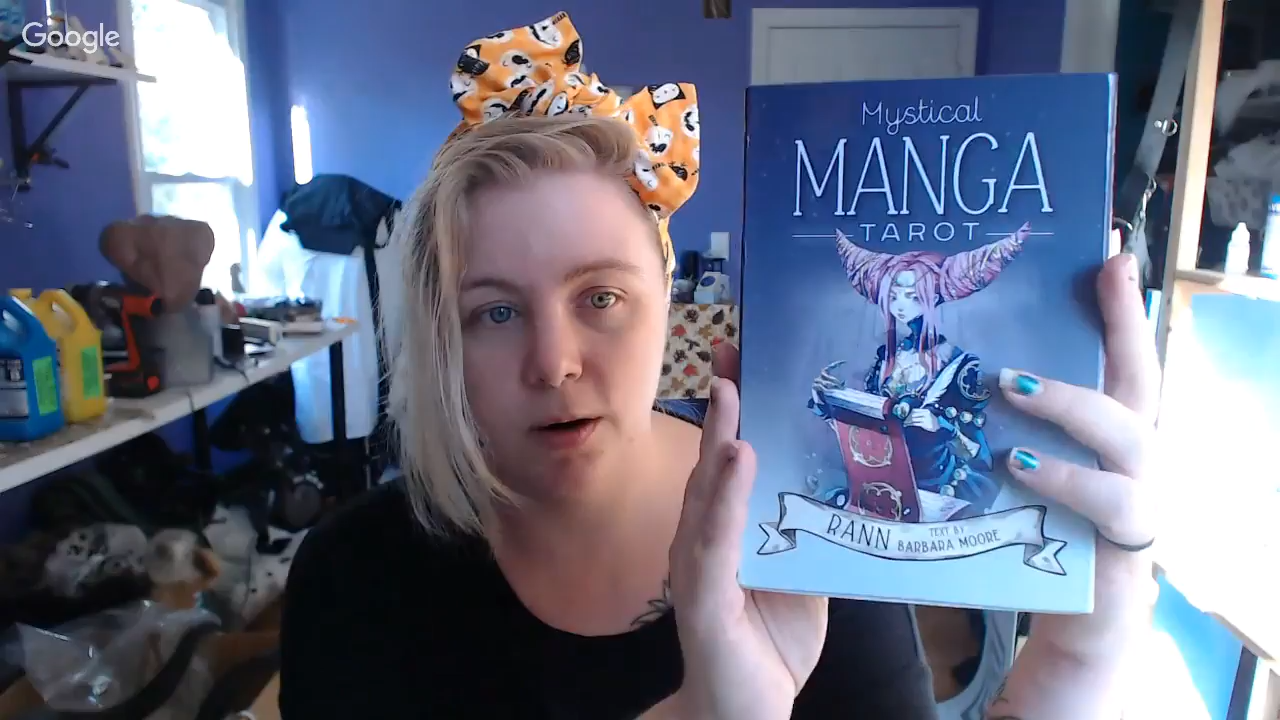 Google
Mystical
MANGA
TAROT
RANN
TEXT BY
BARBARA MOORE